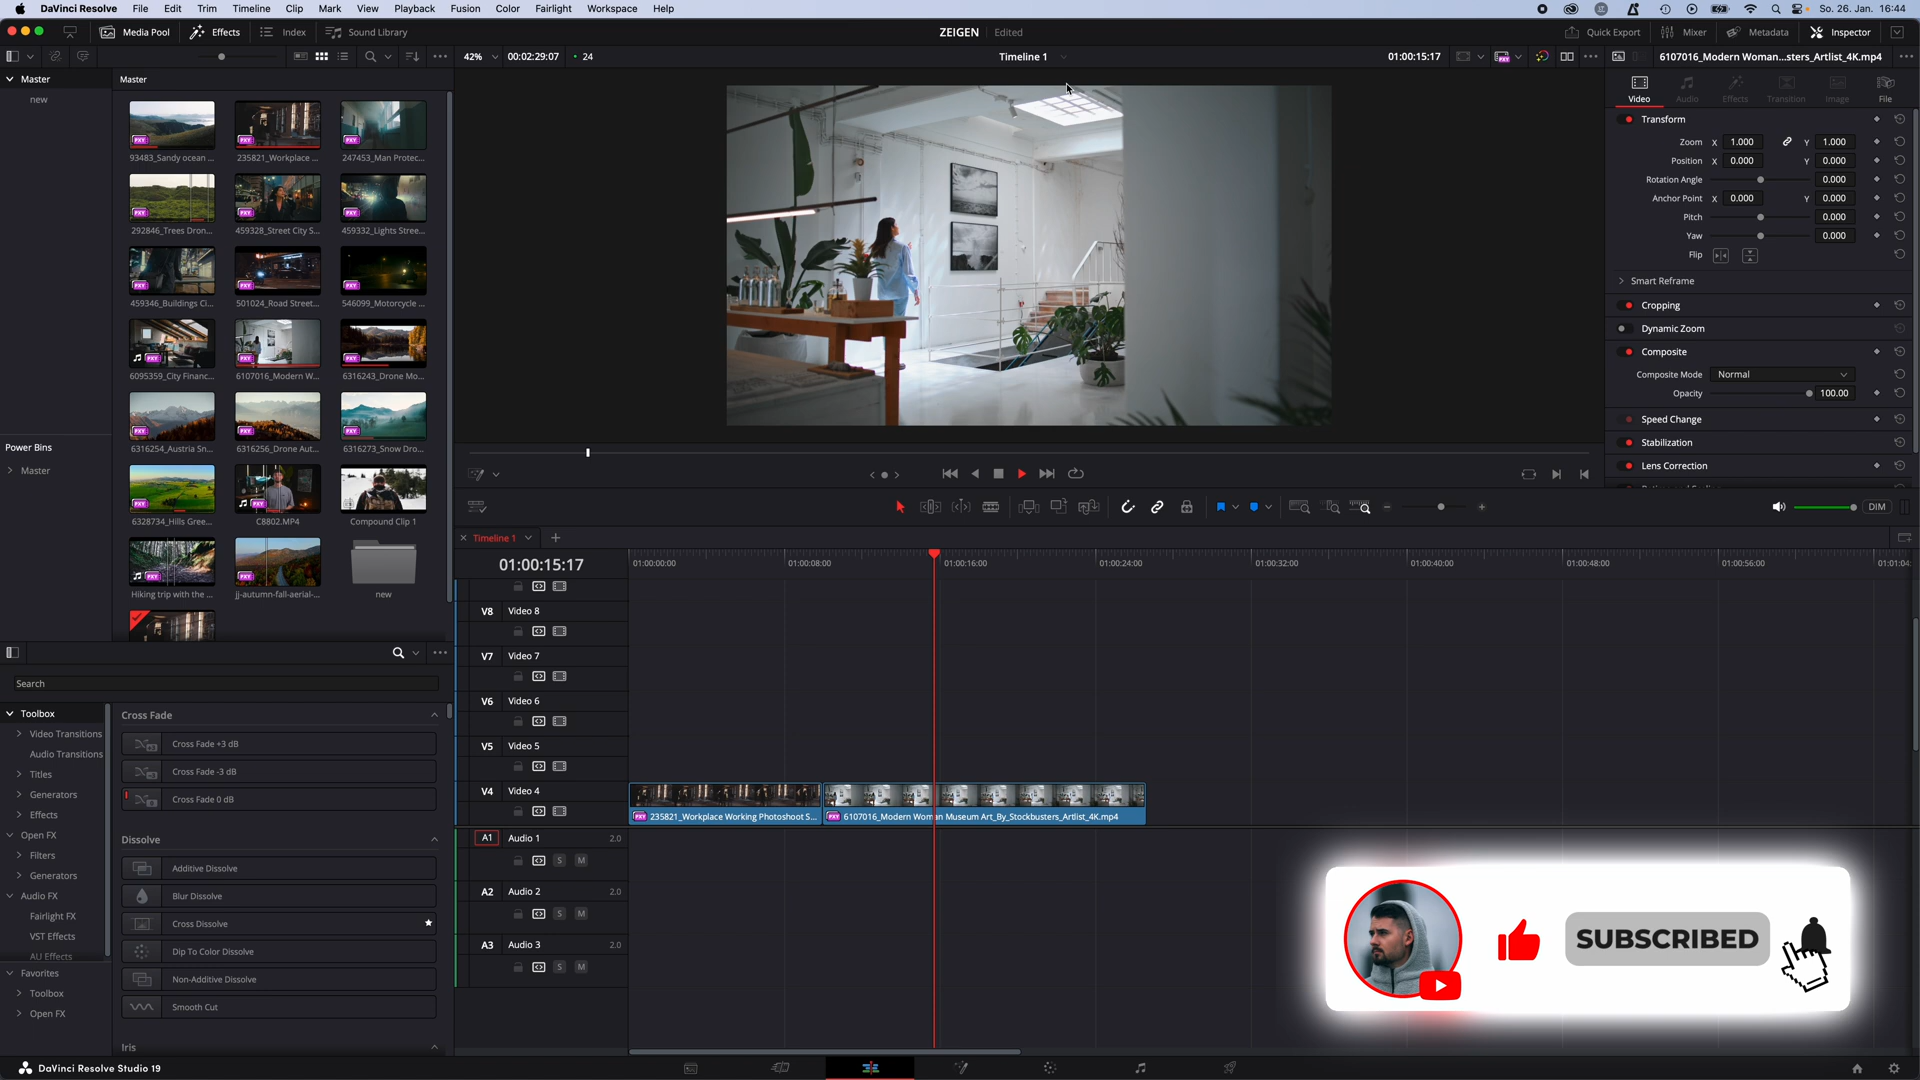 DaVinci Resolve File Edit Trim Timeline Clip Mark View Playback Fusion Color Fairlight Workspace Help So. 26. Jan. 16:44
Media Pool Effects Index Sound Library ZEIGEN Edited Quick Export Mixer Metadata Inspector
42% 00:02:29:07 24 Timeline 1 01:00:15:17 6107016_Modern Woman...sters_Artlist_4K.mp4
Master
new
Master
93483_Sandy ocean ... 235821_Workplace ... 247453_Man Protec...
292846_Trees Dron... 459328_Street City S... 459332_Lights Stree...
459346_Buildings Ci... 501024_Road Street... 546099_Motorcycle ...
6095359_City Financ... 6107016_Modern W... 6316243_Drone Mo...
6316254_Austria Sn... 6316256_Drone Aut... 6316273_Snow Dro...
6328734_Hills Gree... C8802.MP4 Compound Clip 1
Hiking trip with the ... jj-autumn-fall-aerial-... new
Power Bins
Master
Video Audio Effects Transition Image File
Transform
Zoom X 1.000 Y 1.000
Position X 0.000 Y 0.000
Rotation Angle 0.000
Anchor Point X 0.000 Y 0.000
Pitch 0.000
Yaw 0.000
Flip
Smart Reframe
Cropping
Dynamic Zoom
Composite
Composite Mode Normal
Opacity 100.00
Speed Change
Stabilization
Lens Correction
DIM
Timeline 1
01:00:15:17 01:00:00:00 01:00:08:00 01:00:16:00 01:00:24:00 01:00:32:00 01:00:40:00 01:00:48:00 01:00:56:00 01:01:04:
V8 Video 8
V7 Video 7
V6 Video 6
V5 Video 5
V4 Video 4
PXY 235821_Workplace Working Photoshoot S... PXY 6107016_Modern Woman Museum Art_By_Stockbusters_Artlist_4K.mp4
A1 Audio 1 2.0
S M
A2 Audio 2 2.0
S M
A3 Audio 3 2.0
S M
Search
Toolbox
Video Transitions
Audio Transitions
Titles
Generators
Effects
Open FX
Filters
Generators
Audio FX
Fairlight FX
VST Effects
AU Effects
Favorites
Toolbox
Open FX
Cross Fade
Cross Fade +3 dB
Cross Fade -3 dB
Cross Fade 0 dB
Dissolve
Additive Dissolve
Blur Dissolve
Cross Dissolve
Dip To Color Dissolve
Non-Additive Dissolve
Smooth Cut
Iris
SUBSCRIBED
DaVinci Resolve Studio 19